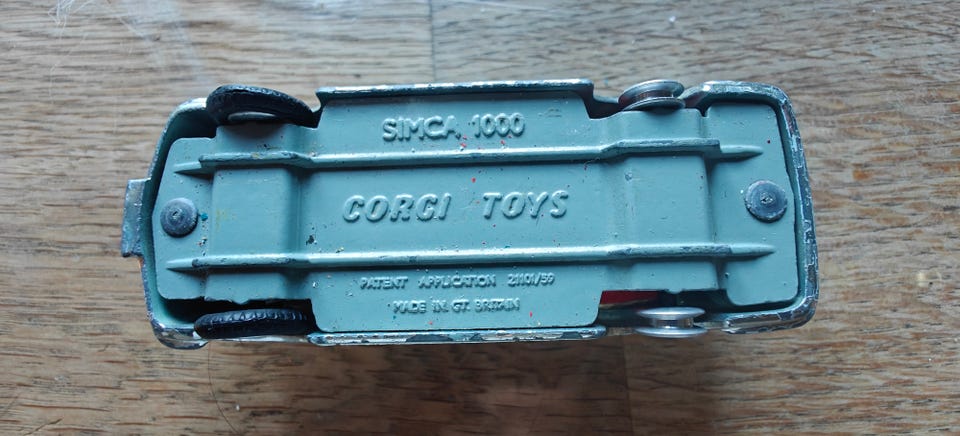 SIMCA 1000
CORGI TOYS
PATENT APPLICATION 21101/59
MADE IN GT. BRITAIN